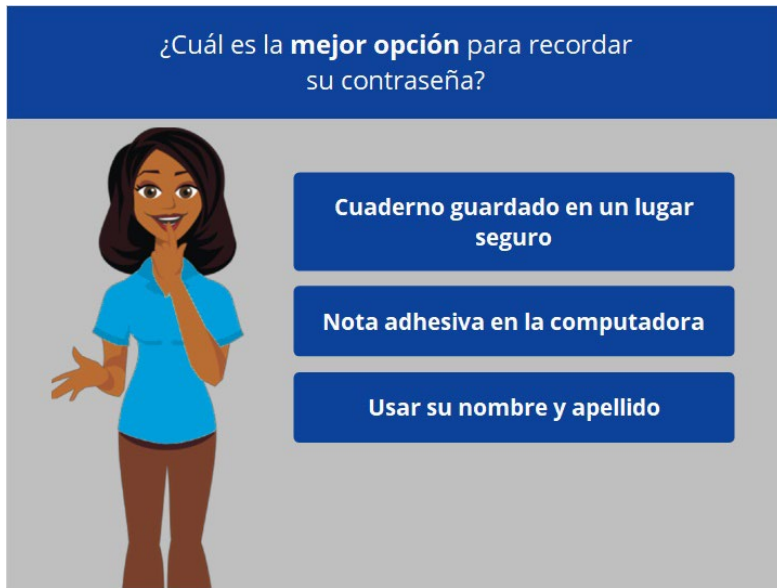 ¿Cuál es la mejor opción para recordar
su contraseña?
Cuaderno guardado en un lugar
seguro
Nota adhesiva en la computadora
Usar su nombre y apellido